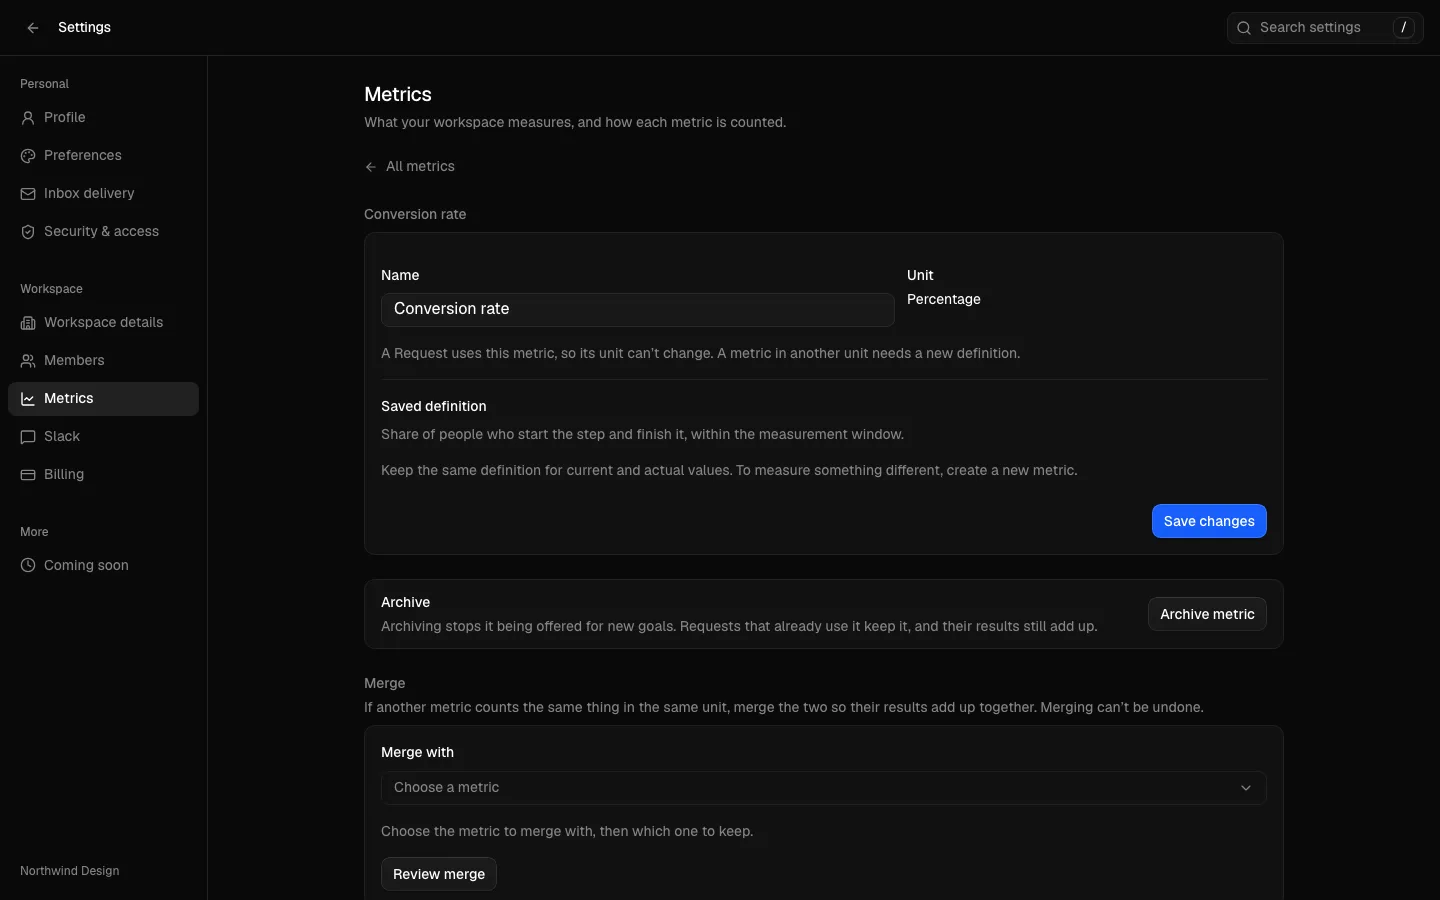 Settings
Search settings
/
Personal
Profile
Preferences
Inbox delivery
Security & access
Workspace
Workspace details
Members
Metrics
Slack
Billing
More
Coming soon
Northwind Design
Metrics
What your workspace measures, and how each metric is counted.
All metrics
Conversion rate
Name
Unit
Conversion rate
Percentage
A Request uses this metric, so its unit can’t change. A metric in another unit needs a new definition.
Saved definition
Share of people who start the step and finish it, within the measurement window.
Keep the same definition for current and actual values. To measure something different, create a new metric.
Save changes
Archive
Archiving stops it being offered for new goals. Requests that already use it keep it, and their results still add up.
Archive metric
Merge
If another metric counts the same thing in the same unit, merge the two so their results add up together. Merging can’t be undone.
Merge with
Choose a metric
Choose the metric to merge with, then which one to keep.
Review merge